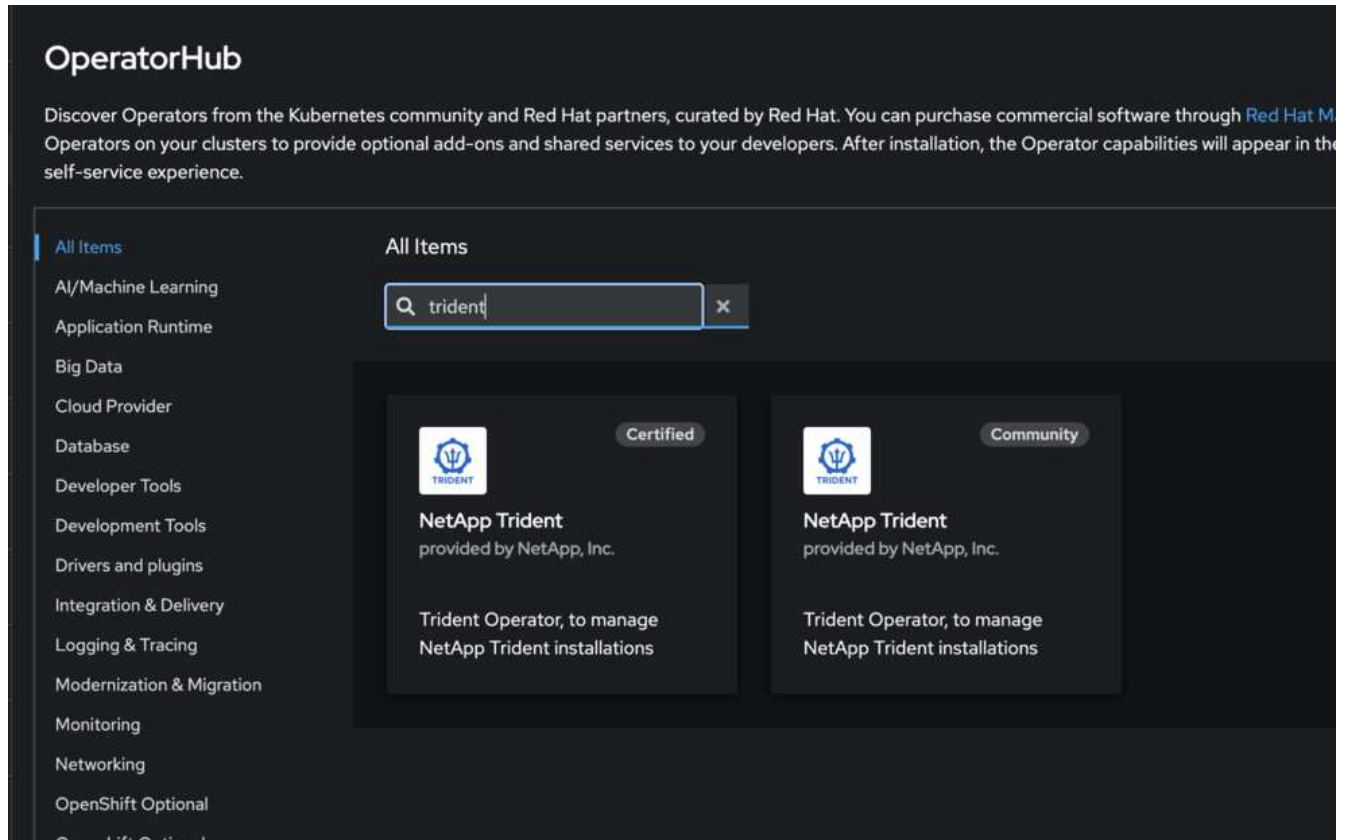 OperatorHub
Discover Operators from the Kubernetes community and Red Hat partners, curated by Red Hat. You can purchase commercial software through Red Hat
Operators on your clusters to provide optional add-ons and shared services to your developers. After installation, the Operator capabilities will appear in the
self-service experience.
All Items
AI/Machine Learning
Application Runtime
Big Data
Cloud Provider
Database
Developer Tools
Development Tools
Drivers and plugins
Integration & Delivery
Logging & Tracing
Modernization & Migration
Monitoring
Networking
OpenShift Optional
All Items
trident
Certified
TRIDENT
NetApp Trident
provided by NetApp, Inc.
Trident Operator, to manage
NetApp Trident installations
Community
TRIDENT
NetApp Trident
provided by NetApp, Inc.
Trident Operator, to manage
NetApp Trident installations